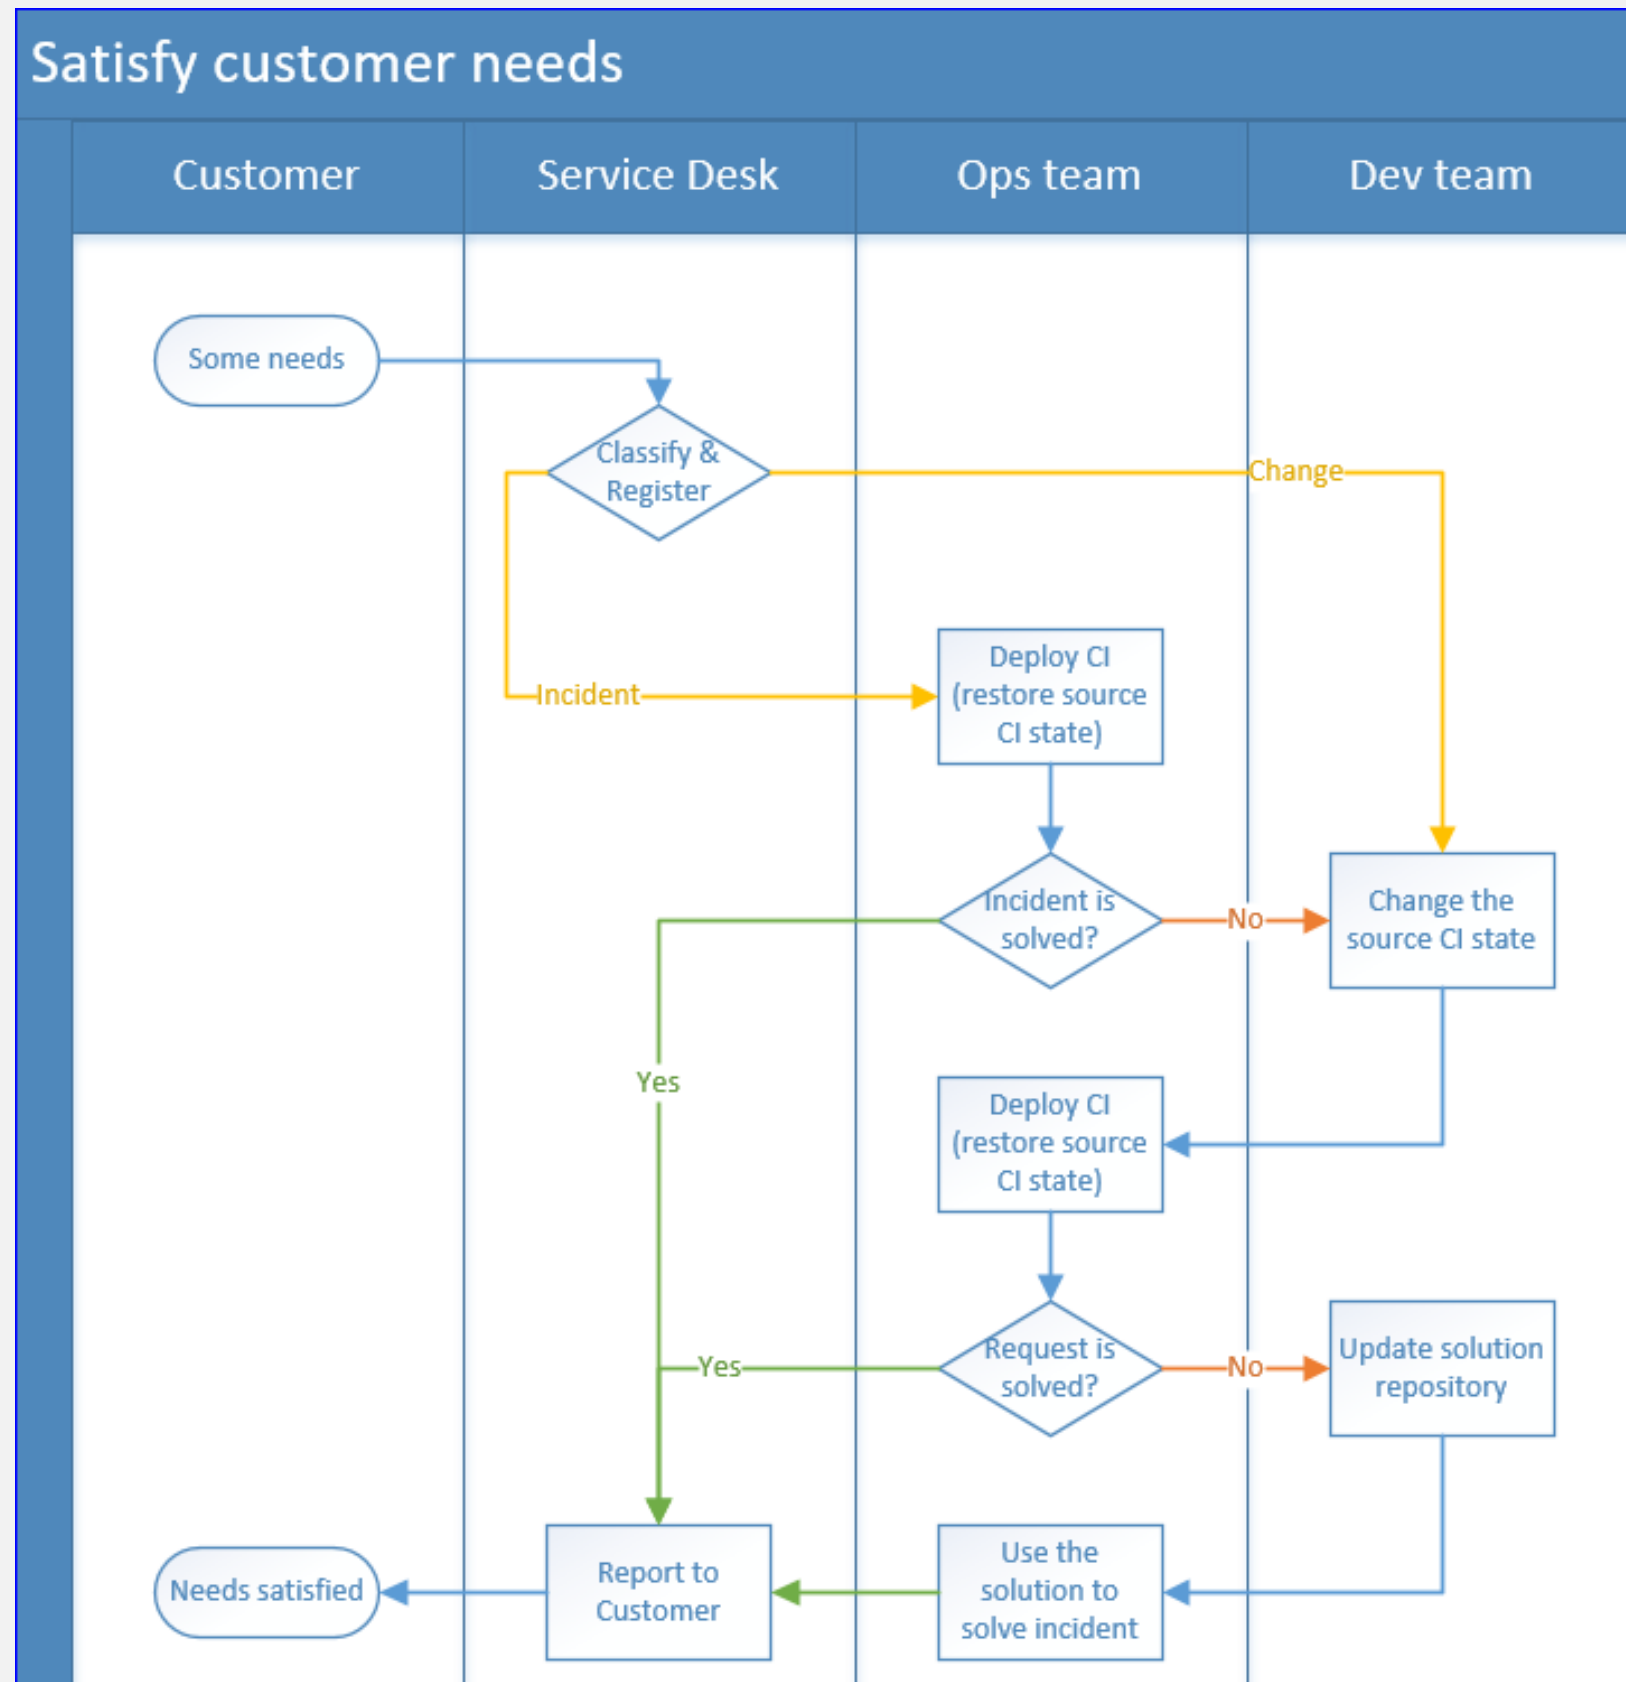 Satisfy customer needs
Customer
Service Desk
Ops team
Dev team
Some needs
Classify &
Register
Change
Incident
Deploy CI
(restore source
CI state)
Incident is
solved?
No
Change the
source CI state
Yes
Deploy CI
(restore source
CI state)
Request is
solved?
Yes
No
Update solution
repository
Needs satisfied
Report to
Customer
Use the
solution to
solve incident